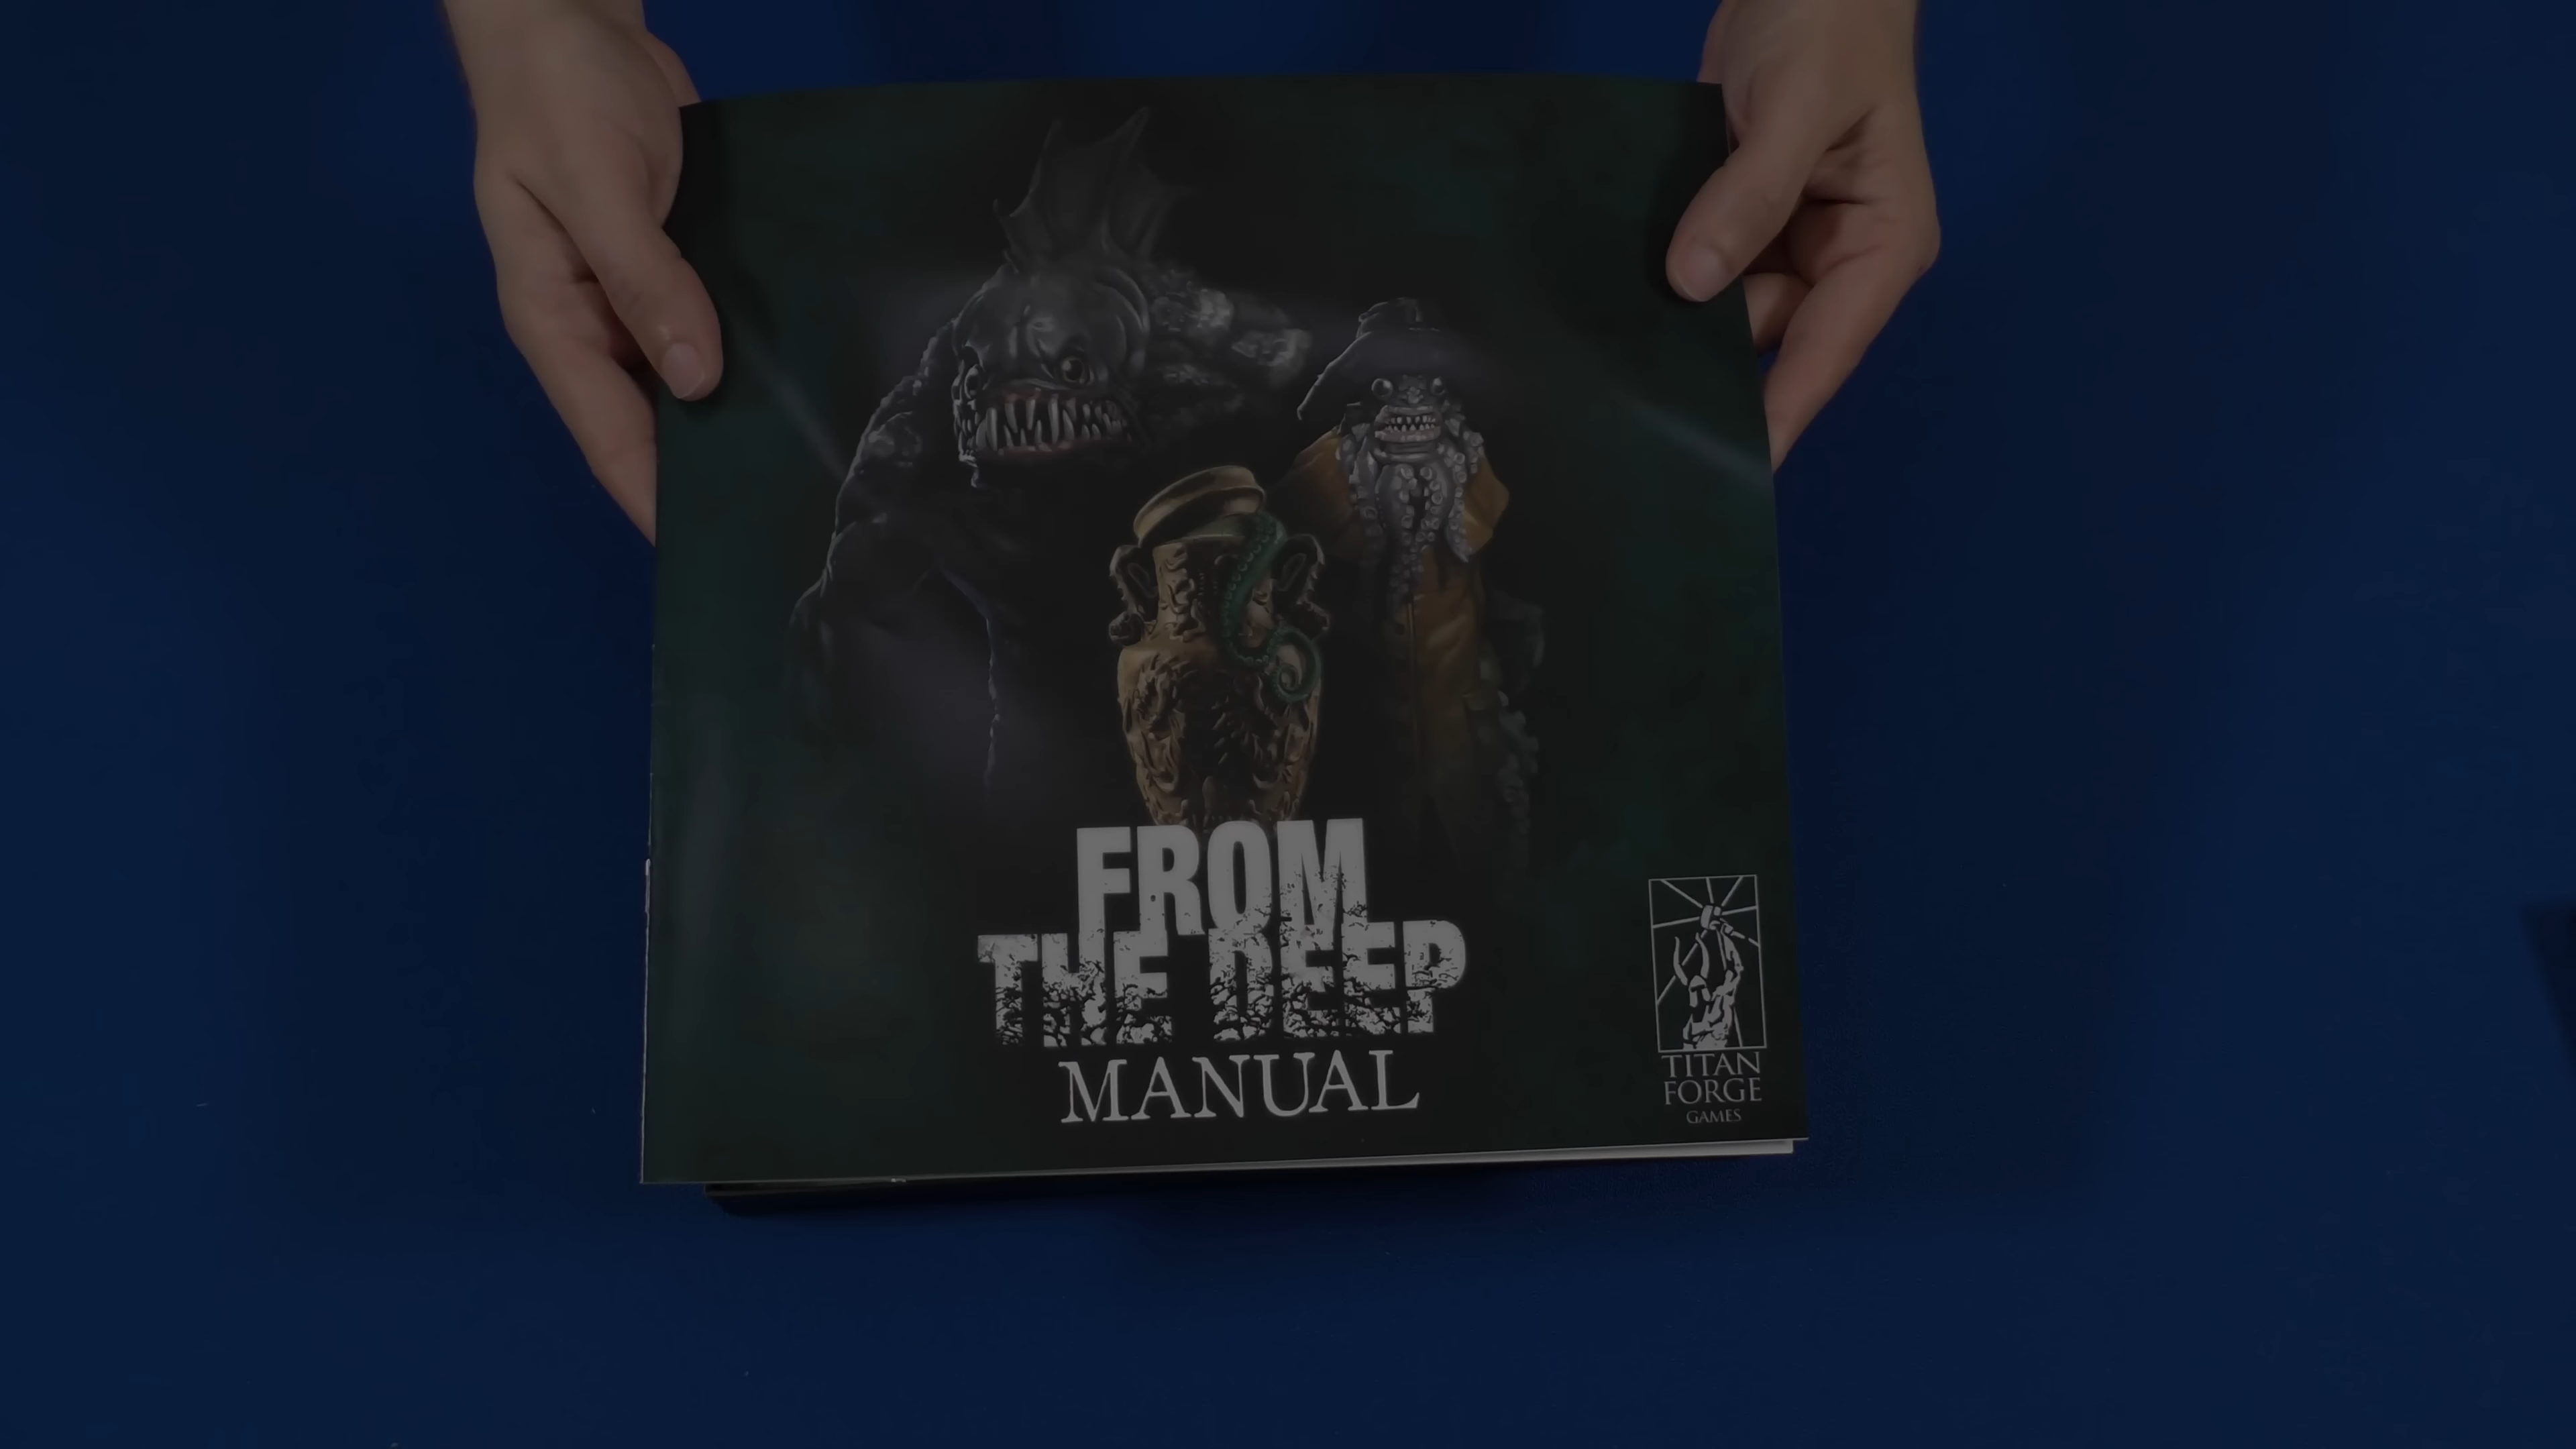 FROM
THE DEEP
MANUAL
TITAN
FORGE
GAMES